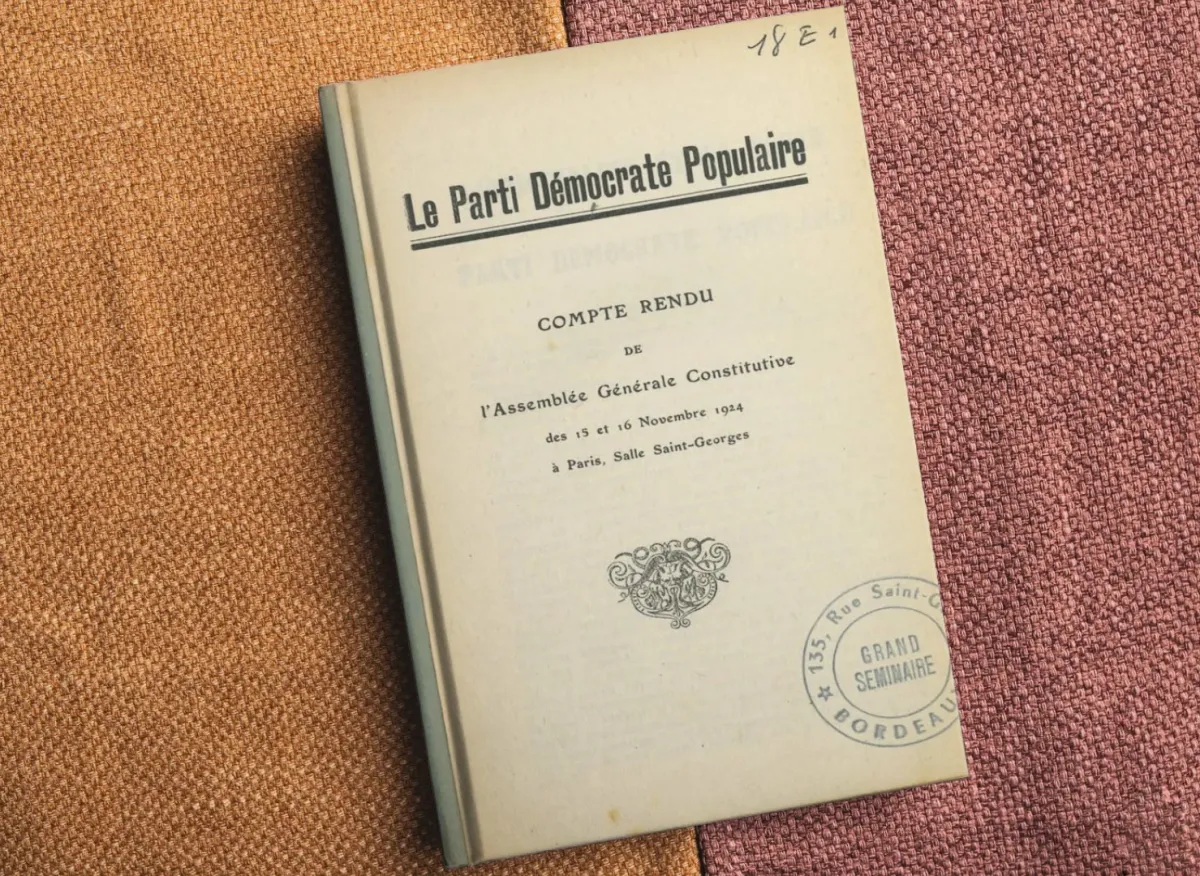 18 E 1
Le Parti Démocrate Populaire
COMPTE RENDU
DE
l'Assemblée Générale Constitutive
des 15 et 16 Novembre 1924
à Paris, Salle Saint-Georges
135, Rue Saint-G
GRAND
SEMINAIRE
BORDEAU